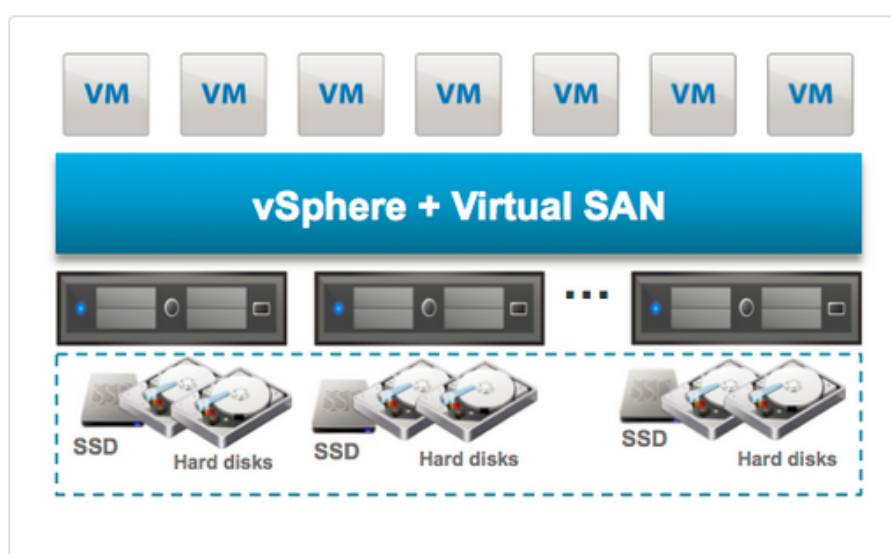 VM VM VM VM VM VM VM
vSphere + Virtual SAN
...
SSD Hard disks SSD Hard disks SSD Hard disks